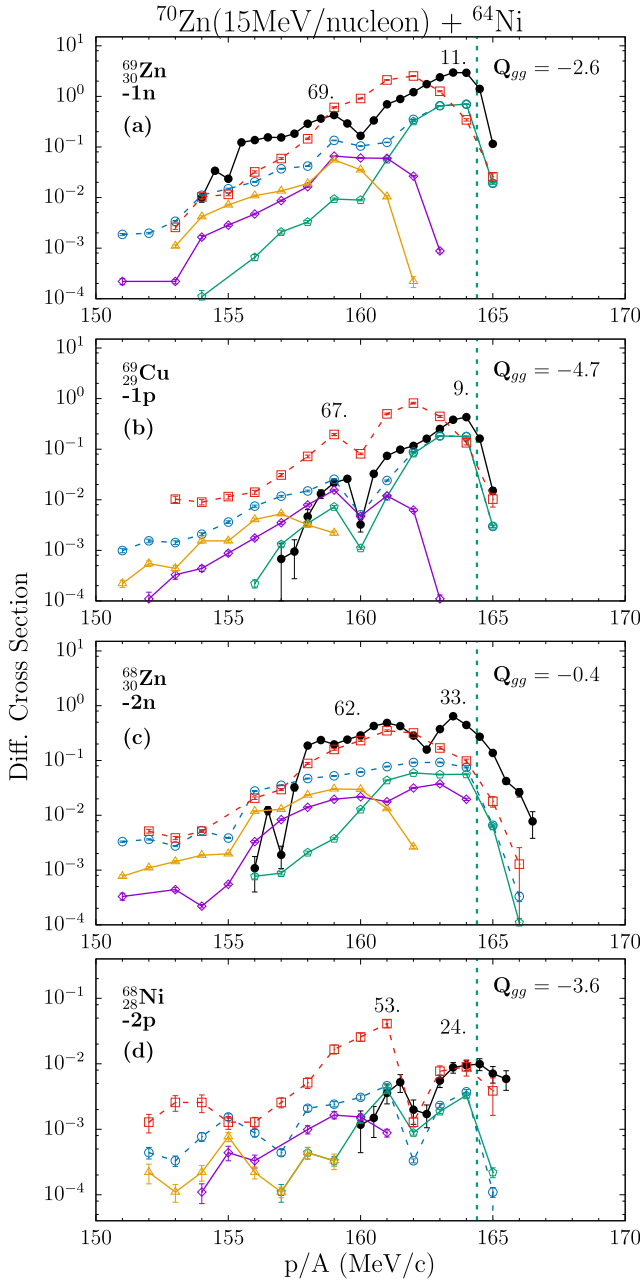 ⁷⁰Zn(15MeV/nucleon) + ⁶⁴Ni
10¹
10⁰
10⁻¹
10⁻²
10⁻³
10⁻⁴
⁶⁹₃₀Zn
-1n
(a)
69.
11.
Q_gg = −2.6
150 155 160 165 170
10¹
10⁰
10⁻¹
10⁻²
10⁻³
10⁻⁴
⁶⁹₂₉Cu
-1p
(b)
67.
9.
Q_gg = −4.7
150 155 160 165 170
10¹
10⁰
10⁻¹
10⁻²
10⁻³
10⁻⁴
⁶⁸₃₀Zn
-2n
(c)
62.
33.
Q_gg = −0.4
150 155 160 165 170
10⁻¹
10⁻²
10⁻³
10⁻⁴
⁶⁸₂₈Ni
-2p
(d)
53.
24.
Q_gg = −3.6
150 155 160 165 170
p/A (MeV/c)
Diff. Cross Section